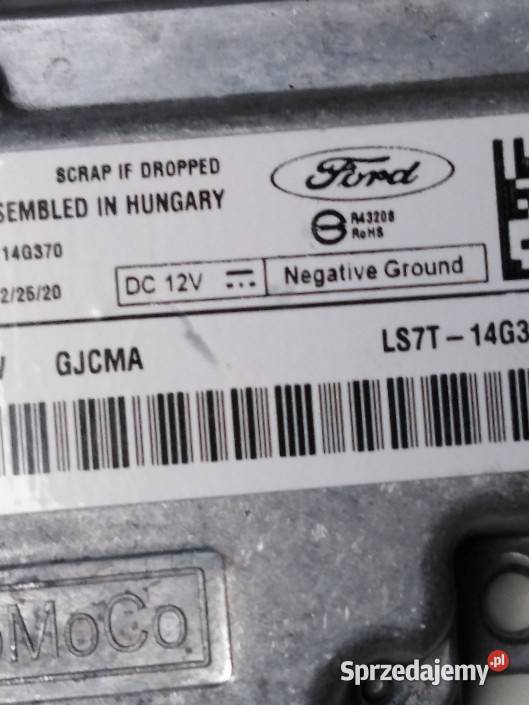 SCRAP IF DROPPED
SEMBLED IN HUNGARY
Ford
R43208
RoHS
14G370
2/25/20
DC 12V
Negative Ground
GJCMA
LS7T-14G3
oMoCo
Sprzedajemy.pl